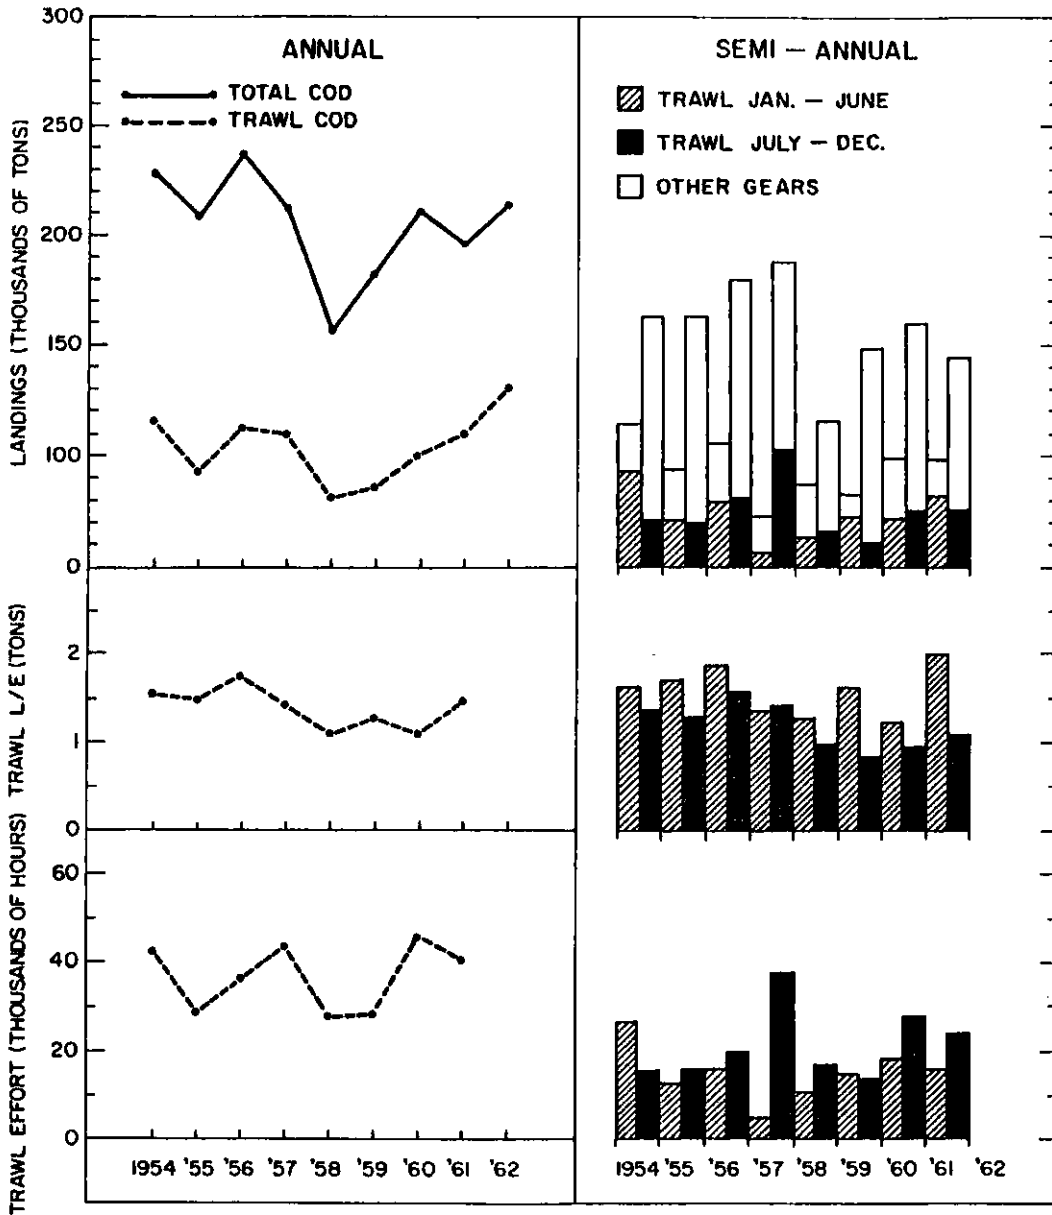 ANNUAL
TOTAL COD
TRAWL COD
SEMI – ANNUAL
TRAWL JAN. – JUNE
TRAWL JULY – DEC.
OTHER GEARS
LANDINGS (THOUSANDS OF TONS)
300
250
200
150
100
0
TRAWL L/E (TONS)
2
1
0
TRAWL EFFORT (THOUSANDS OF HOURS)
60
40
20
0
1954 '55 '56 '57 '58 '59 '60 '61 '62
1954 '55 '56 '57 '58 '59 '60 '61 '62